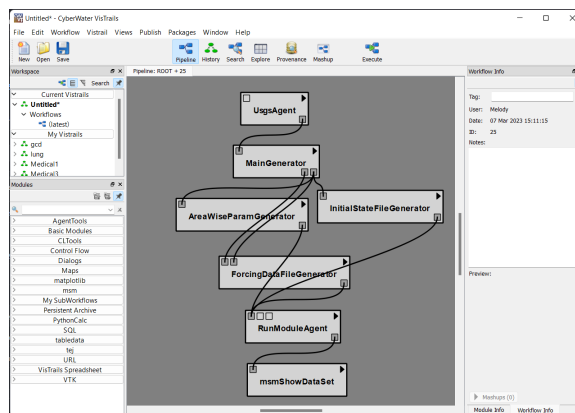 Untitled* - CyberWater VisTrails
File Edit Workflow Vistrail Views Publish Packages Window Help
New Open Save Pipeline History Search Explore Provenance Mashup Execute
Workspace
Search
Current Vistrails
Untitled*
Workflows
(latest)
My Vistrails
gcd
lung
Medical1
Medical3
Modules
AgentTools
Basic Modules
CLTools
Control Flow
Dialogs
Maps
matplotlib
msm
My SubWorkflows
Persistent Archive
PythonCalc
SQL
tabledata
tej
URL
VisTrails Spreadsheet
VTK
Pipeline: ROOT + 25
UsgsAgent
MainGenerator
AreaWiseParamGenerator
InitialStateFileGenerator
ForcingDataFileGenerator
RunModuleAgent
msmShowDataSet
Workflow Info
Tag:
User: Melody
Date: 07 Mar 2023 15:11:15
ID: 25
Notes:
Preview:
Mashups (0)
Module Info Workflow Info